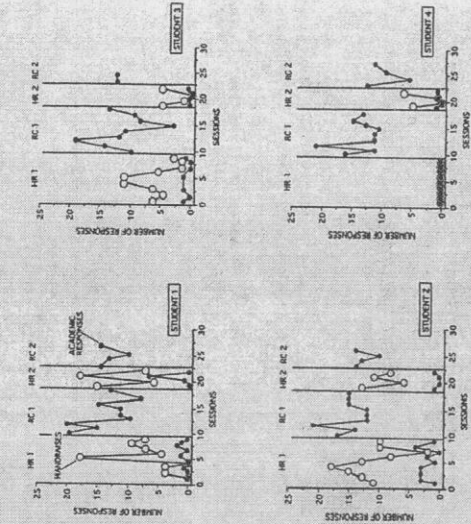 HR 1 RC 1 HR 2 RC 2
25
20
15
10
5
0
NUMBER OF RESPONSES
HANDRAISES
ACADEMIC
RESPONSES
STUDENT 1
0 5 10 15 20 25 30
SESSIONS
HR 1 RC 1 HR 2 RC 2
25
20
15
10
5
0
NUMBER OF RESPONSES
STUDENT 3
0 5 10 15 20 25 30
SESSIONS
HR 1 RC 1 HR 2 RC 2
25
20
15
10
5
0
NUMBER OF RESPONSES
STUDENT 2
0 5 10 15 20 25 30
SESSIONS
HR 1 RC 1 HR 2 RC 2
25
20
15
10
5
0
NUMBER OF RESPONSES
STUDENT 4
0 5 10 15 20 25 30
SESSIONS